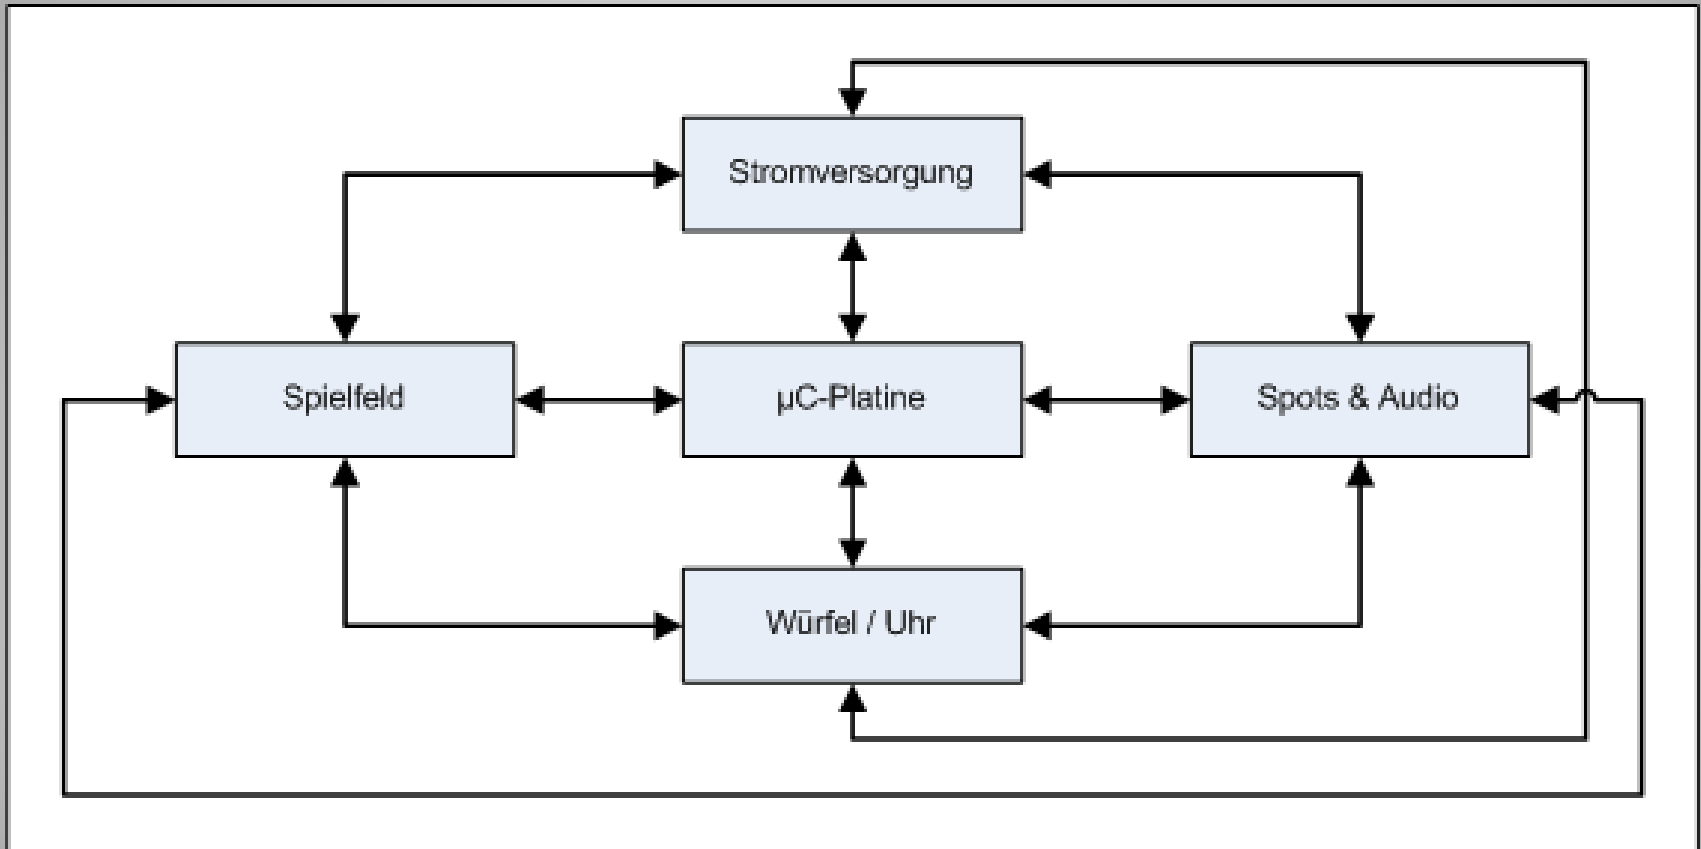 Stromversorgung
Spielfeld
µC-Platine
Spots & Audio
Würfel / Uhr